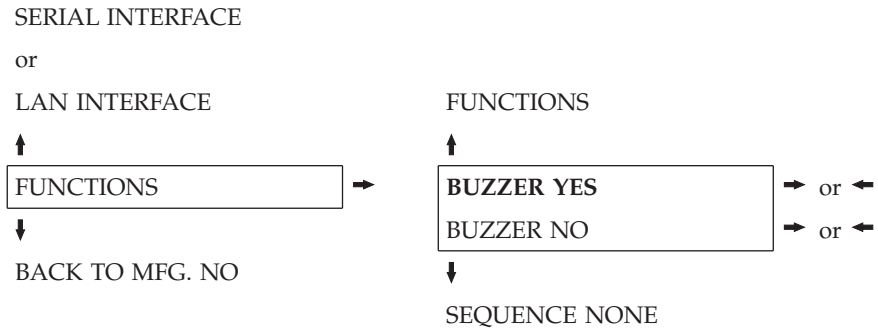 SERIAL INTERFACE
or
LAN INTERFACE
FUNCTIONS
BACK TO MFG. NO
FUNCTIONS
BUZZER YES
or
BUZZER NO
or
SEQUENCE NONE